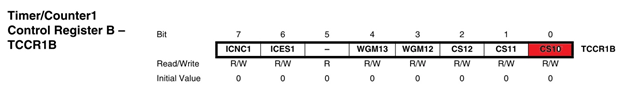 Timer/Counter1
Control Register B –
TCCR1B
Bit 7 6 5 4 3 2 1 0
ICNC1 ICES1 – WGM13 WGM12 CS12 CS11 CS10 TCCR1B
Read/Write R/W R/W R R/W R/W R/W R/W R/W
Initial Value 0 0 0 0 0 0 0 0